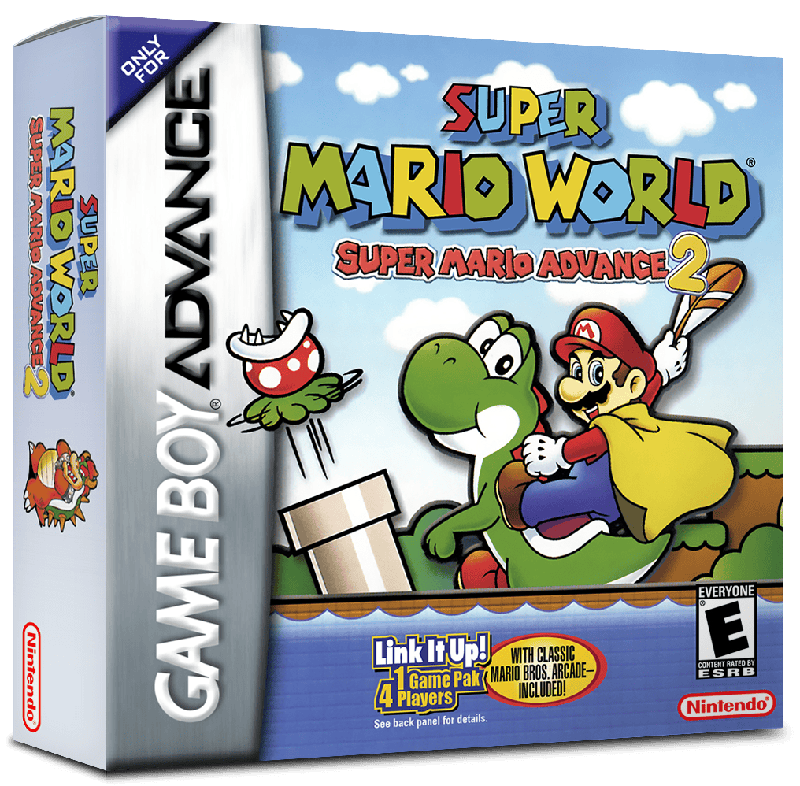 SUPER
MARIO WORLD
SUPER MARIO ADVANCE 2
Nintendo
ONLY
FOR
GAME BOY ADVANCE
SUPER
MARIO WORLD®
SUPER MARIO ADVANCE 2
M
Link It Up!
1 Game Pak
4 Players
See back panel for details.
WITH CLASSIC
MARIO BROS. ARCADE—
INCLUDED!
EVERYONE
E
CONTENT RATED BY
ESRB
Nintendo®